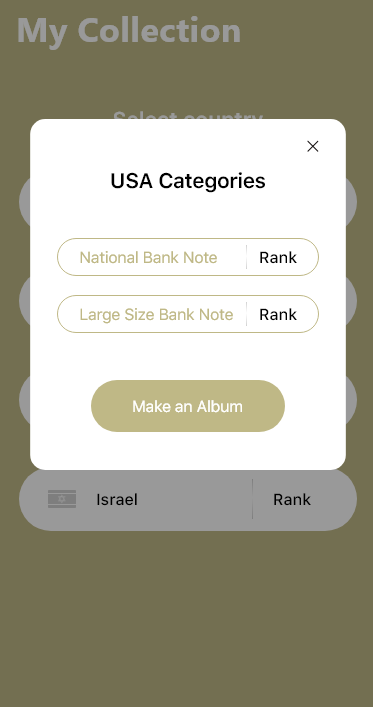 My Collection
Select country
USA Categories
National Bank Note Rank
Large Size Bank Note Rank
Make an Album
Israel Rank